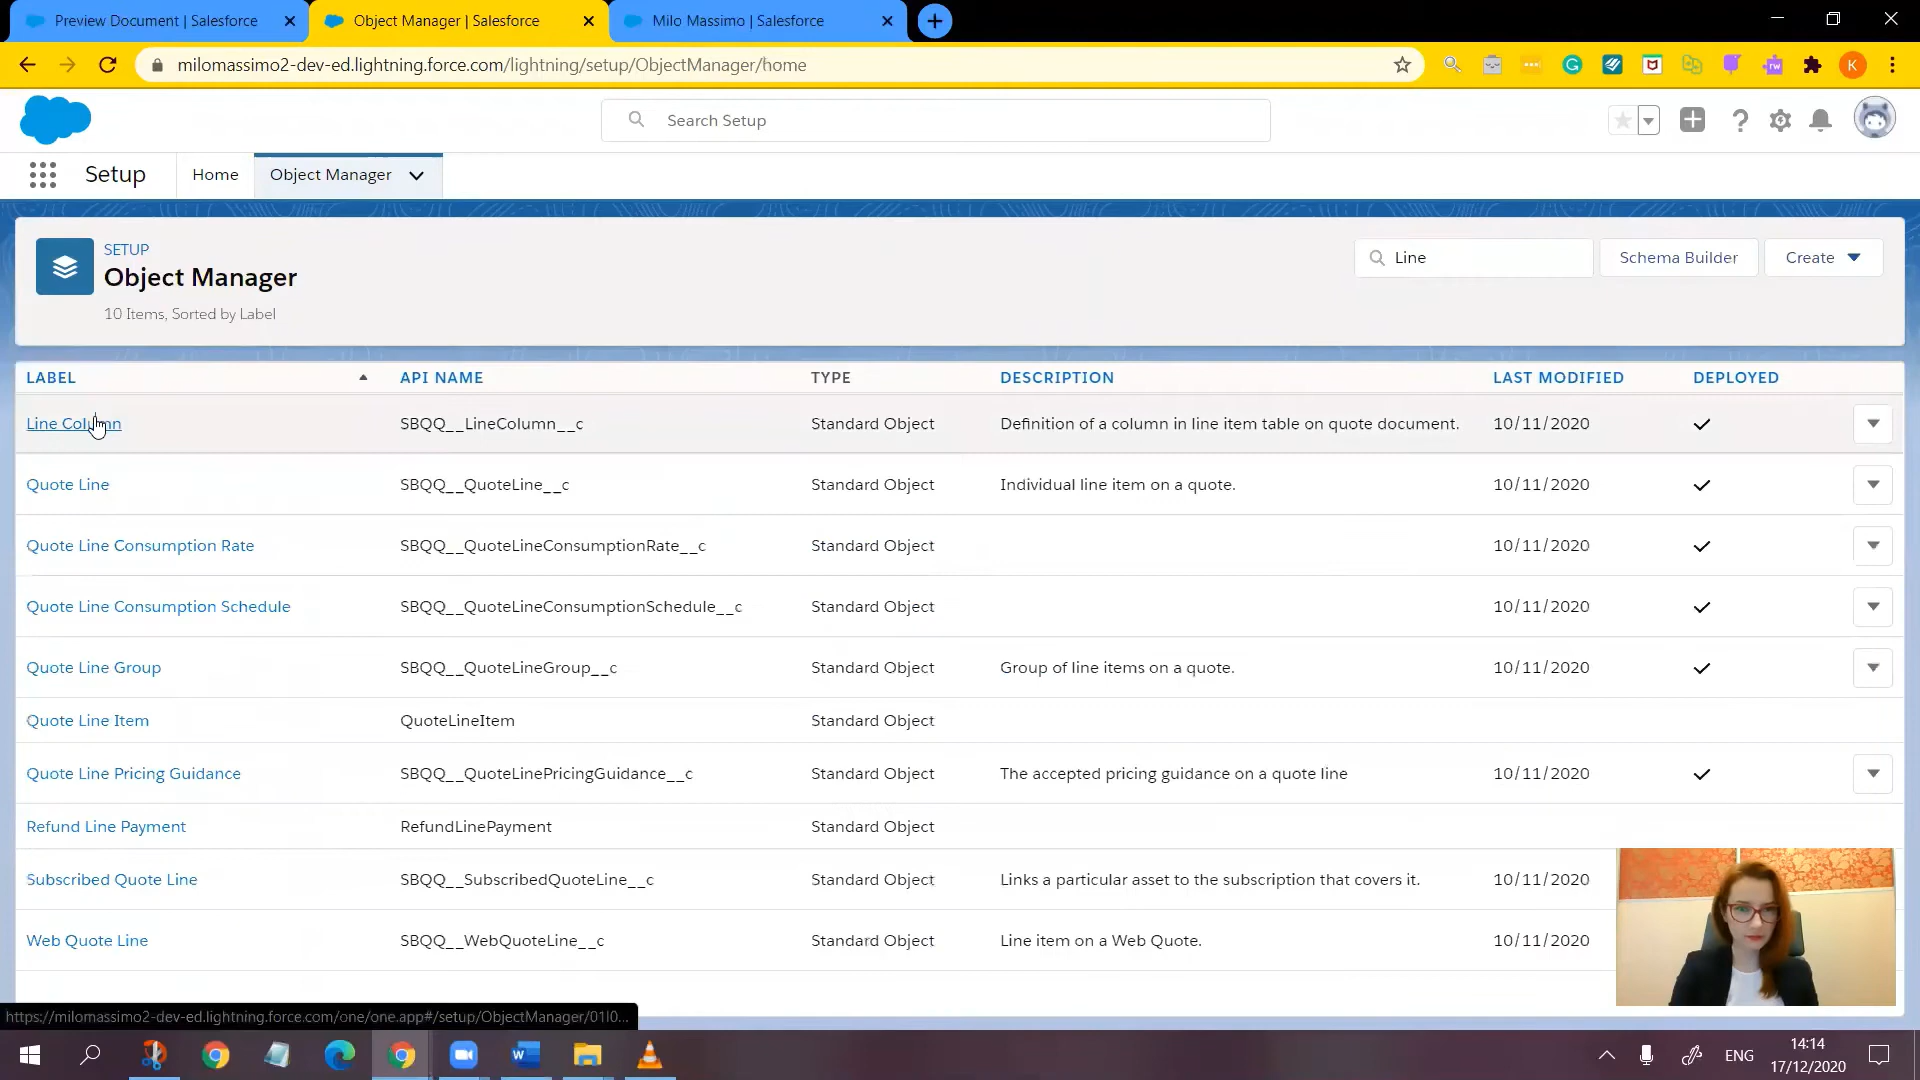 Preview Document | Salesforce
Object Manager | Salesforce
Milo Massimo | Salesforce
milomassimo2-dev-ed.lightning.force.com/lightning/setup/ObjectManager/home
K
Search Setup
Setup
Home
Object Manager
SETUP
Object Manager
10 Items, Sorted by Label
Line
Schema Builder
Create
LABEL API NAME TYPE DESCRIPTION LAST MODIFIED DEPLOYED
Line Column SBQQ__LineColumn__c Standard Object Definition of a column in line item table on quote document. 10/11/2020
Quote Line SBQQ__QuoteLine__c Standard Object Individual line item on a quote. 10/11/2020
Quote Line Consumption Rate SBQQ__QuoteLineConsumptionRate__c Standard Object 10/11/2020
Quote Line Consumption Schedule SBQQ__QuoteLineConsumptionSchedule__c Standard Object 10/11/2020
Quote Line Group SBQQ__QuoteLineGroup__c Standard Object Group of line items on a quote. 10/11/2020
Quote Line Item QuoteLineItem Standard Object
Quote Line Pricing Guidance SBQQ__QuoteLinePricingGuidance__c Standard Object The accepted pricing guidance on a quote line 10/11/2020
Refund Line Payment RefundLinePayment Standard Object
Subscribed Quote Line SBQQ__SubscribedQuoteLine__c Standard Object Links a particular asset to the subscription that covers it. 10/11/2020
Web Quote Line SBQQ__WebQuoteLine__c Standard Object Line item on a Web Quote. 10/11/2020
https://milomassimo2-dev-ed.lightning.force.com/one/one.app#/setup/ObjectManager/01I0...
ENG
14:14
17/12/2020